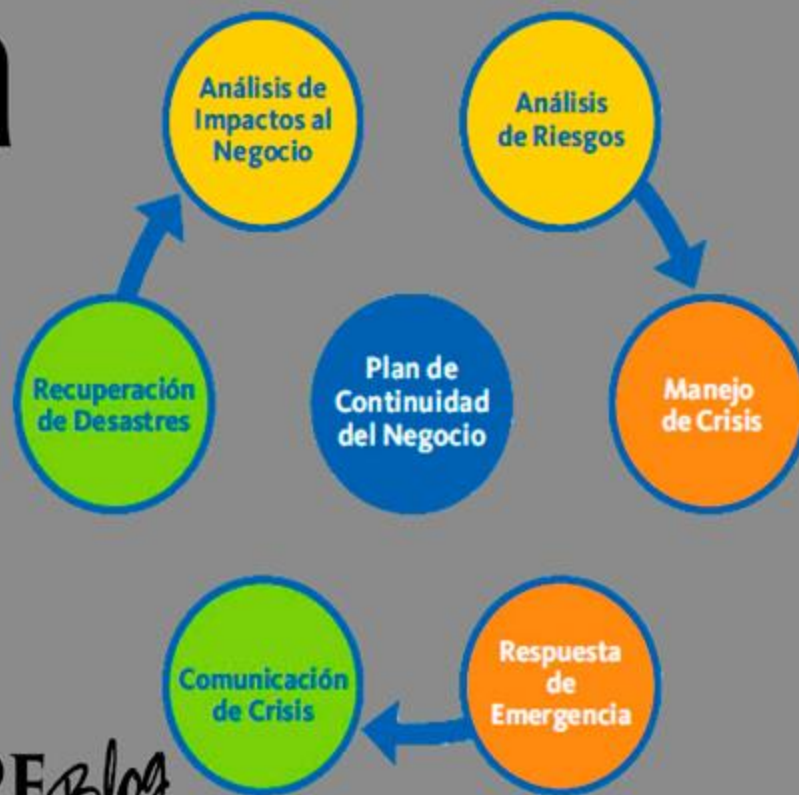 Análisis de
Impactos al
Negocio
Análisis
de Riesgos
Recuperación
de Desastres
Plan de
Continuidad
del Negocio
Manejo
de Crisis
Comunicación
de Crisis
Respuesta
de
Emergencia
Blog